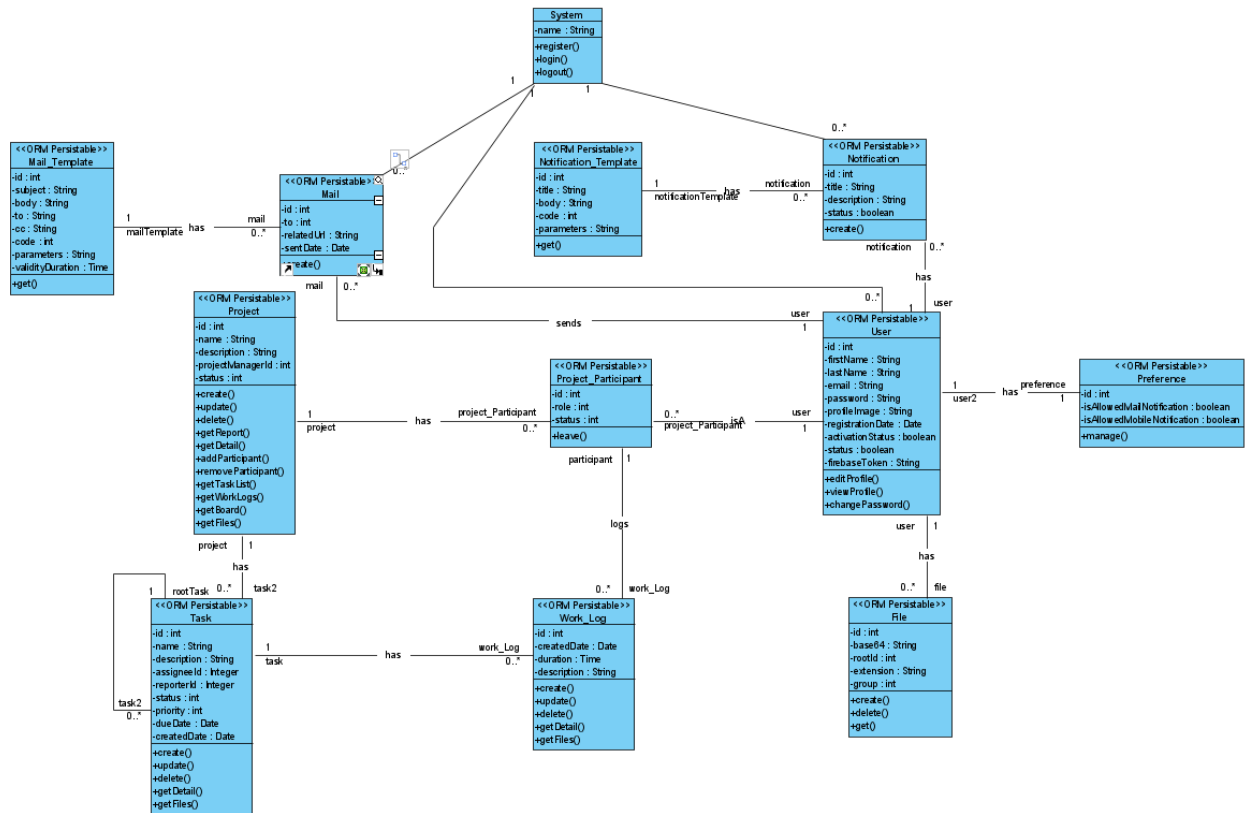 System
-name : String
+register()
+login()
+logout()
1
1
1
0..*
0..*
0..*
<<ORM Persistable>>
Mail_Template
-id : int
-subject : String
-body : String
-to : String
-cc : String
-code : int
-parameters : String
-validityDuration : Time
+get()
1
mailTemplate
has
mail
0..*
<<ORM Persistable>>
Mail
-id : int
-to : int
-relatedUrl : String
-sentDate : Date
+create()
mail
0..*
sends
user
1
<<ORM Persistable>>
Notification_Template
-id : int
-title : String
-body : String
-code : int
-parameters : String
+get()
1
notificationTemplate
has
notification
0..*
<<ORM Persistable>>
Notification
-id : int
-title : String
-description : String
-status : boolean
+create()
notification
0..*
has
1
user
<<ORM Persistable>>
Project
-id : int
-name : String
-description : String
-projectManagerId : int
-status : int
+create()
+update()
+delete()
+getReport()
+getDetail()
+addParticipant()
+removeParticipant()
+getTaskList()
+getWorkLogs()
+getBoard()
+getFiles()
1
project
has
project_Participant
0..*
<<ORM Persistable>>
Project_Participant
-id : int
-role : int
-status : int
+leave()
0..*
project_Participant
isA
user
1
<<ORM Persistable>>
User
-id : int
-firstName : String
-lastName : String
-email : String
-password : String
-profileImage : String
-registrationDate : Date
-activationStatus : boolean
-status : boolean
-firebaseToken : String
+editProfile()
+viewProfile()
+changePassword()
1
user2
has
preference
1
<<ORM Persistable>>
Preference
-id : int
-isAllowedMailNotification : boolean
-isAllowedMobileNotification : boolean
+manage()
participant
1
logs
0..*
work_Log
user
1
has
0..*
file
project
1
has
0..*
task2
1
rootTask
task2
0..*
<<ORM Persistable>>
Task
-id : int
-name : String
-description : String
-assigneeId : Integer
-reporterId : Integer
-status : int
-priority : int
-dueDate : Date
-createdDate : Date
+create()
+update()
+delete()
+getDetail()
+getFiles()
1
task
has
work_Log
0..*
<<ORM Persistable>>
Work_Log
-id : int
-createdDate : Date
-duration : Time
-description : String
+create()
+update()
+delete()
+getDetail()
+getFiles()
<<ORM Persistable>>
File
-id : int
-base64 : String
-rootId : int
-extension : String
-group : int
+create()
+delete()
+get()